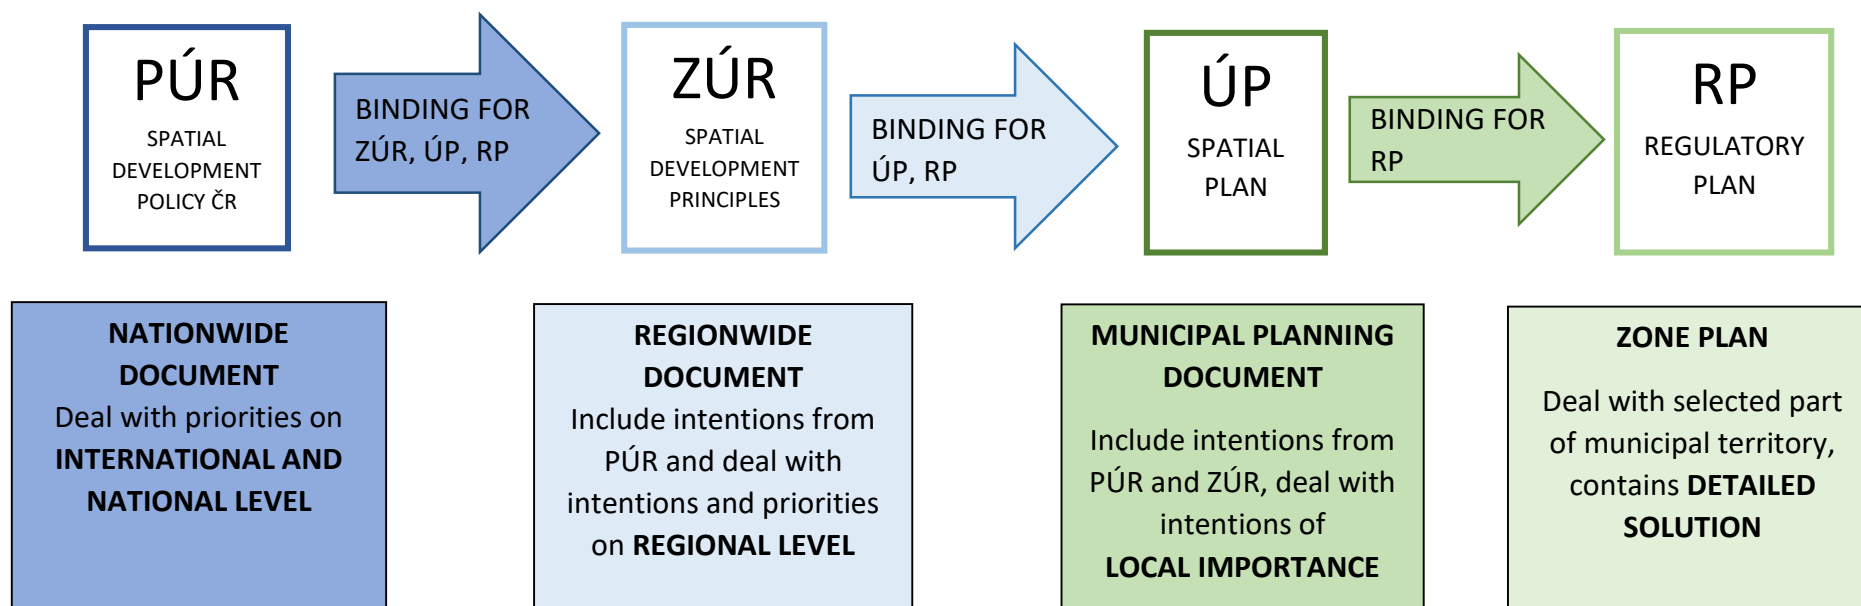 PÚR
SPATIAL
DEVELOPMENT
POLICY ČR
BINDING FOR
ZÚR, ÚP, RP
ZÚR
SPATIAL
DEVELOPMENT
PRINCIPLES
BINDING FOR
ÚP, RP
ÚP
SPATIAL
PLAN
BINDING FOR
RP
RP
REGULATORY
PLAN
NATIONWIDE
DOCUMENT
Deal with priorities on
INTERNATIONAL AND
NATIONAL LEVEL
REGIONWIDE
DOCUMENT
Include intentions from
PÚR and deal with
intentions and priorities
on REGIONAL LEVEL
MUNICIPAL PLANNING
DOCUMENT
Include intentions from
PÚR and ZÚR, deal with
intentions of
LOCAL IMPORTANCE
ZONE PLAN
Deal with selected part
of municipal territory,
contains DETAILED
SOLUTION